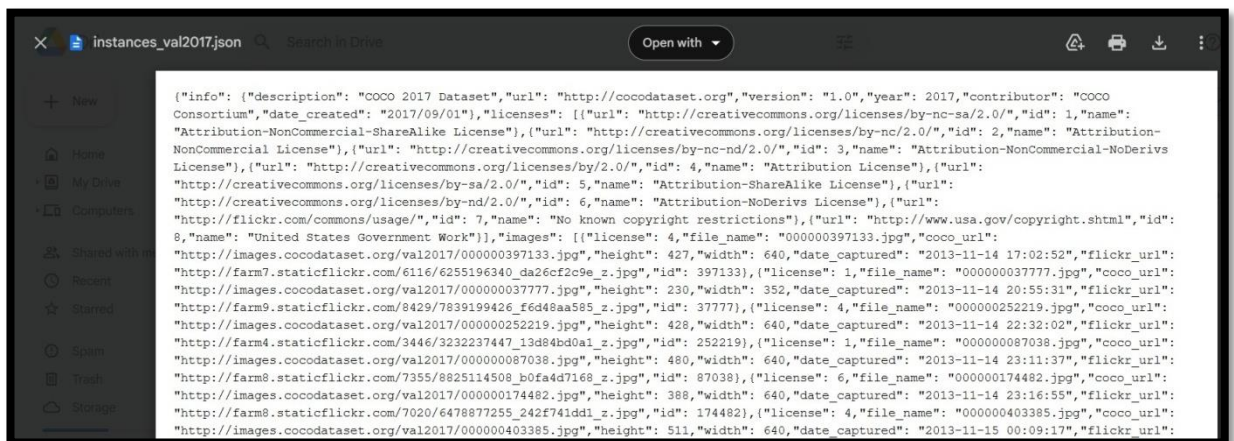 instances_val2017.json
Search in Drive
Open with
New
Home
My Drive
Computers
Shared with me
Recent
Starred
Spam
Trash
Storage
{"info": {"description": "COCO 2017 Dataset","url": "http://cocodataset.org","version": "1.0","year": 2017,"contributor": "COCO
Consortium","date_created": "2017/09/01"},"licenses": [{"url": "http://creativecommons.org/licenses/by-nc-sa/2.0/","id": 1,"name":
"Attribution-NonCommercial-ShareAlike License"},{"url": "http://creativecommons.org/licenses/by-nc/2.0/","id": 2,"name": "Attribution-
NonCommercial License"},{"url": "http://creativecommons.org/licenses/by-nc-nd/2.0/","id": 3,"name": "Attribution-NonCommercial-NoDerivs
License"},{"url": "http://creativecommons.org/licenses/by/2.0/","id": 4,"name": "Attribution License"},{"url":
"http://creativecommons.org/licenses/by-sa/2.0/","id": 5,"name": "Attribution-ShareAlike License"},{"url":
"http://creativecommons.org/licenses/by-nd/2.0/","id": 6,"name": "Attribution-NoDerivs License"},{"url":
"http://flickr.com/commons/usage/","id": 7,"name": "No known copyright restrictions"},{"url": "http://www.usa.gov/copyright.shtml","id":
8,"name": "United States Government Work"}],"images": [{"license": 4,"file_name": "000000397133.jpg","coco_url":
"http://images.cocodataset.org/val2017/000000397133.jpg","height": 427,"width": 640,"date_captured": "2013-11-14 17:02:52","flickr_url":
"http://farm7.staticflickr.com/6116/6255196340_da26cf2c9e_z.jpg","id": 397133},{"license": 1,"file_name": "000000037777.jpg","coco_url":
"http://images.cocodataset.org/val2017/000000037777.jpg","height": 230,"width": 352,"date_captured": "2013-11-14 20:55:31","flickr_url":
"http://farm9.staticflickr.com/8429/7839199426_f6d48aa585_z.jpg","id": 37777},{"license": 4,"file_name": "000000252219.jpg","coco_url":
"http://images.cocodataset.org/val2017/000000252219.jpg","height": 428,"width": 640,"date_captured": "2013-11-14 22:32:02","flickr_url":
"http://farm4.staticflickr.com/3446/3232237447_13d84bd0a1_z.jpg","id": 252219},{"license": 1,"file_name": "000000087038.jpg","coco_url":
"http://images.cocodataset.org/val2017/000000087038.jpg","height": 480,"width": 640,"date_captured": "2013-11-14 23:11:37","flickr_url":
"http://farm8.staticflickr.com/7355/8825114508_b0fa4d7168_z.jpg","id": 87038},{"license": 6,"file_name": "000000174482.jpg","coco_url":
"http://images.cocodataset.org/val2017/000000174482.jpg","height": 388,"width": 640,"date_captured": "2013-11-14 23:16:55","flickr_url":
"http://farm8.staticflickr.com/7020/6478877255_242f741dd1_z.jpg","id": 174482},{"license": 4,"file_name": "000000403385.jpg","coco_url":
"http://images.cocodataset.org/val2017/000000403385.jpg","height": 511,"width": 640,"date_captured": "2013-11-15 00:09:17","flickr_url":